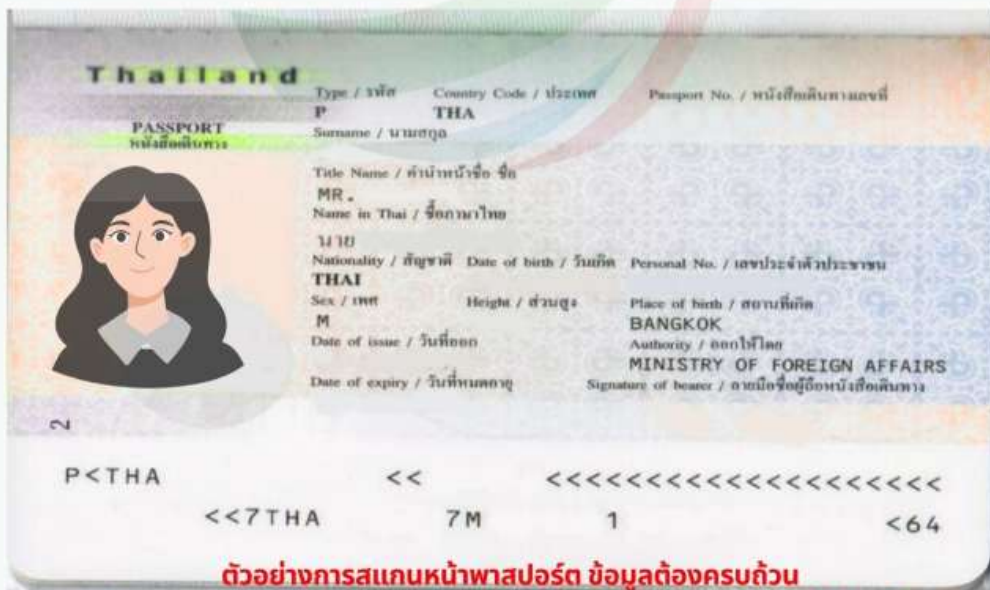 Thailand
Type / รหัส Country Code / ประเทศ Passport No. / หนังสือเดินทางเลขที่
P THA
PASSPORT
หนังสือเดินทาง
Surname / นามสกุล
Title Name / คำนำหน้าชื่อ ชื่อ
MR.
Name in Thai / ชื่อภาษาไทย
นาย
Nationality / สัญชาติ Date of birth / วันเกิด Personal No. / เลขประจำตัวประชาชน
THAI
Sex / เพศ Height / ส่วนสูง Place of birth / สถานที่เกิด
M BANGKOK
Date of issue / วันที่ออก Authority / ออกให้โดย
MINISTRY OF FOREIGN AFFAIRS
Date of expiry / วันที่หมดอายุ Signature of bearer / ลายมือชื่อผู้ถือหนังสือเดินทาง
2
P<THA << <<<<<<<<<<<<<<<<<<<<<
<<7THA 7M 1 <64
ตัวอย่างการสแกนหน้าพาสปอร์ต ข้อมูลต้องครบถ้วน